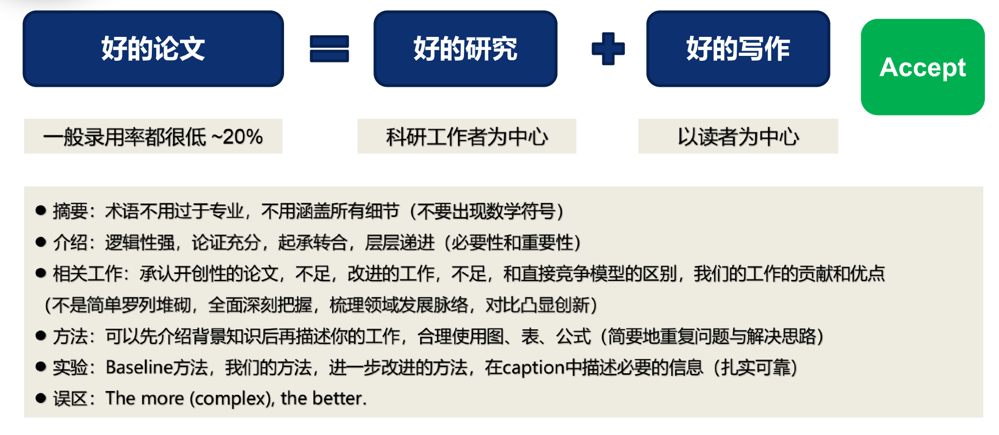 好的论文 = 好的研究 + 好的写作
Accept
一般录用率都很低 ~20%
科研工作者为中心
以读者为中心
● 摘要：术语不用过于专业，不用涵盖所有细节（不要出现数学符号）
● 介绍：逻辑性强，论证充分，起承转合，层层递进（必要性和重要性）
● 相关工作：承认开创性的论文，不足，改进的工作，不足，和直接竞争模型的区别，我们的工作的贡献和优点
（不是简单罗列堆砌，全面深刻把握，梳理领域发展脉络，对比凸显创新）
● 方法：可以先介绍背景知识后再描述你的工作，合理使用图、表、公式（简要地重复问题与解决思路）
● 实验：Baseline方法，我们的方法，进一步改进的方法，在caption中描述必要的信息（扎实可靠）
● 误区：The more (complex), the better.